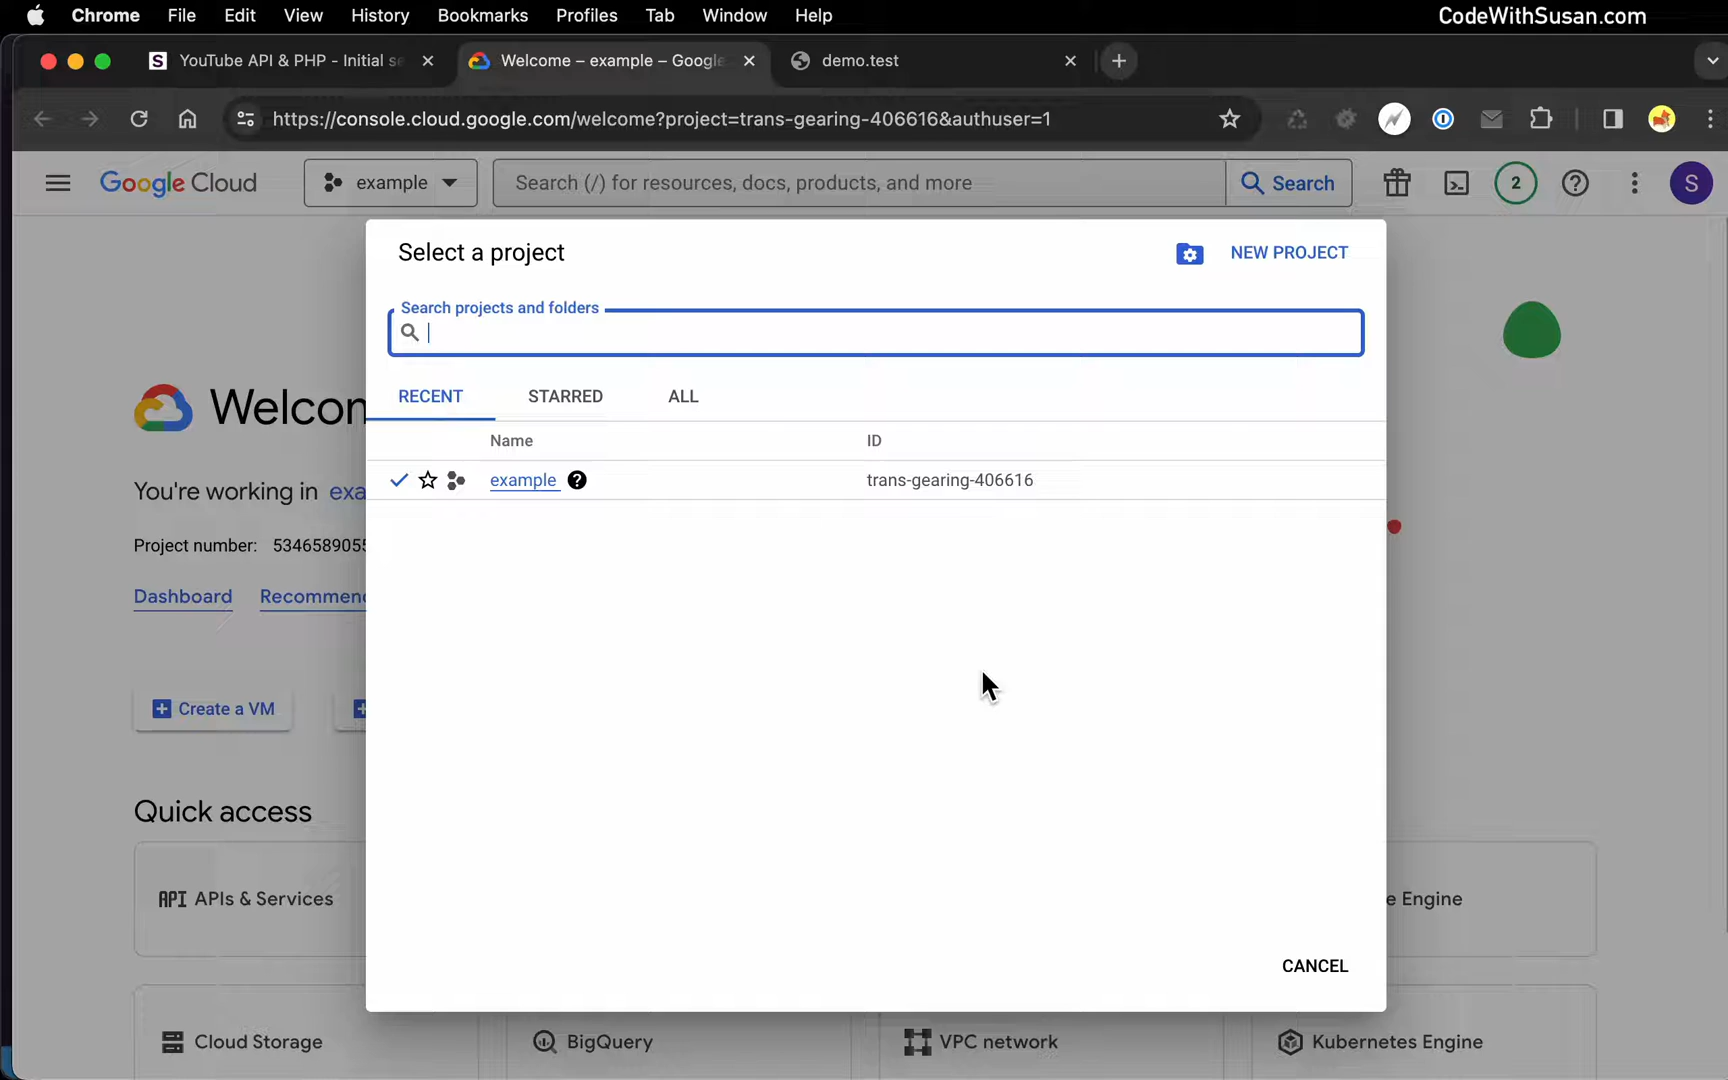 Chrome File Edit View History Bookmarks Profiles Tab Window Help CodeWithSusan.com
YouTube API & PHP - Initial se Welcome – example – Google demo.test
https://console.cloud.google.com/welcome?project=trans-gearing-406616&authuser=1
Google Cloud example Search (/) for resources, docs, products, and more Search 2 S
Select a project NEW PROJECT
Search projects and folders
RECENT STARRED ALL
Name ID
example trans-gearing-406616
CANCEL
Welcom
You're working in exa
Project number: 534658905
Dashboard Recommen
Create a VM
Quick access
API APIs & Services e Engine
Cloud Storage BigQuery VPC network Kubernetes Engine